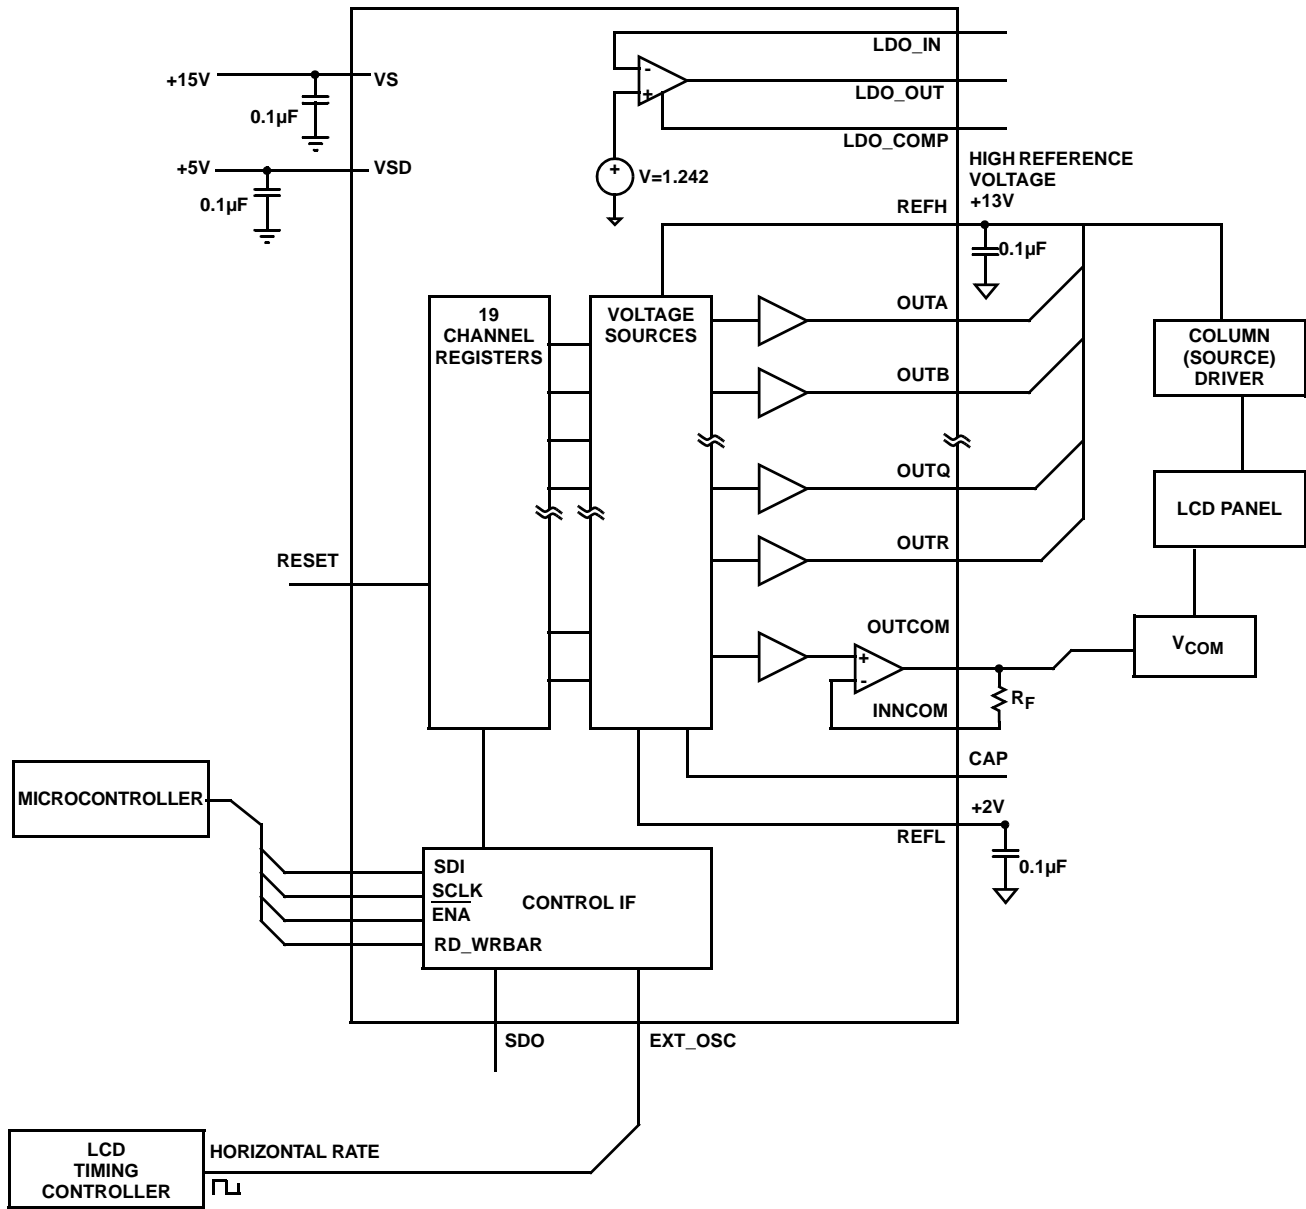 LDO_IN
+15V
VS
-
LDO_OUT
+
0.1µF
LDO_COMP
HIGH REFERENCE
VOLTAGE
+13V
+5V
VSD
+
V=1.242
0.1µF
REFH
0.1µF
19
CHANNEL
REGISTERS
VOLTAGE
SOURCES
OUTA
COLUMN
(SOURCE)
DRIVER
OUTB
OUTQ
LCD PANEL
OUTR
RESET
OUTCOM
+
-
VCOM
RF
INNCOM
CAP
MICROCONTROLLER
+2V
REFL
0.1µF
SDI
SCLK
ENA
RD_WRBAR
CONTROL IF
SDO
EXT_OSC
LCD
TIMING
CONTROLLER
HORIZONTAL RATE